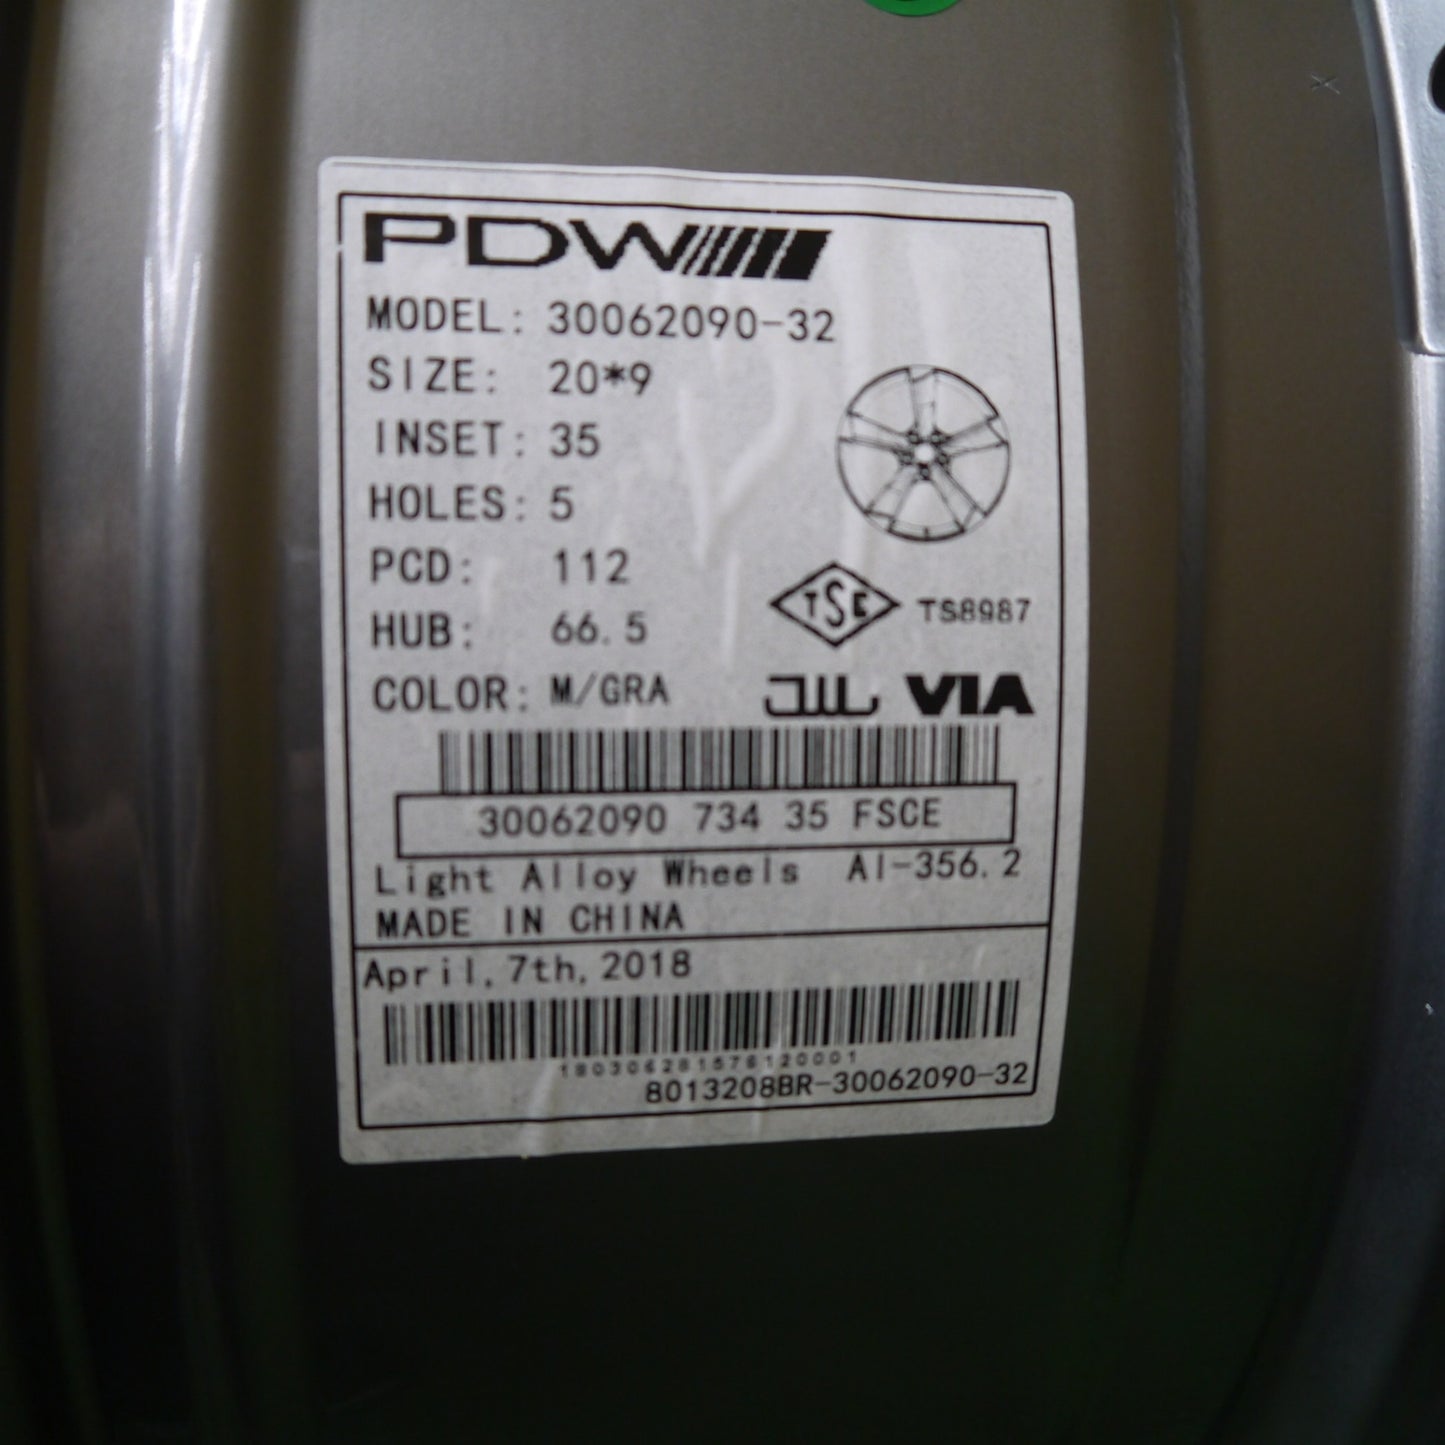 PDW
MODEL: 30062090-32
SIZE: 20*9
INSET: 35
HOLES: 5
PCD: 112
HUB: 66.5
TSE TS8987
COLOR: M/GRA
JWL VIA
30062090 734 35 FSCE
Light Alloy Wheels Al-356.2
MADE IN CHINA
April, 7th, 2018
180306281576120001
8013208BR-30062090-32